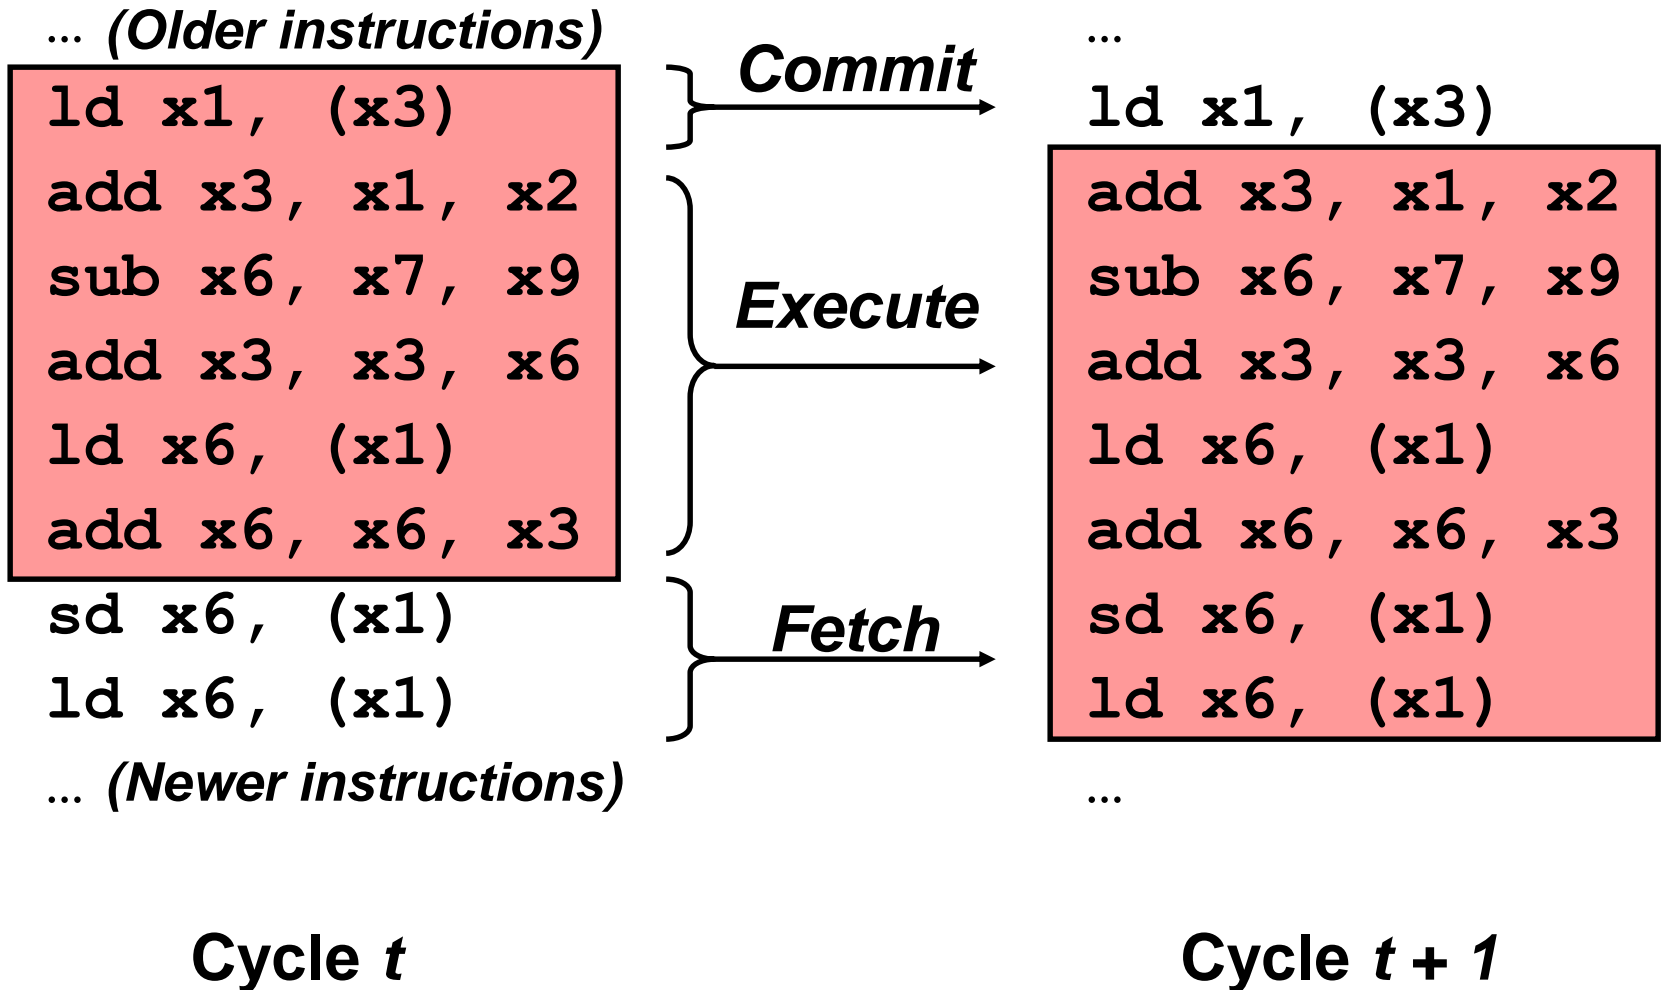 ... (Older instructions)
ld x1, (x3)
add x3, x1, x2
sub x6, x7, x9
add x3, x3, x6
ld x6, (x1)
add x6, x6, x3
sd x6, (x1)
ld x6, (x1)
... (Newer instructions)
Cycle t
Commit
Execute
Fetch
...
ld x1, (x3)
add x3, x1, x2
sub x6, x7, x9
add x3, x3, x6
ld x6, (x1)
add x6, x6, x3
sd x6, (x1)
ld x6, (x1)
...
Cycle t + 1